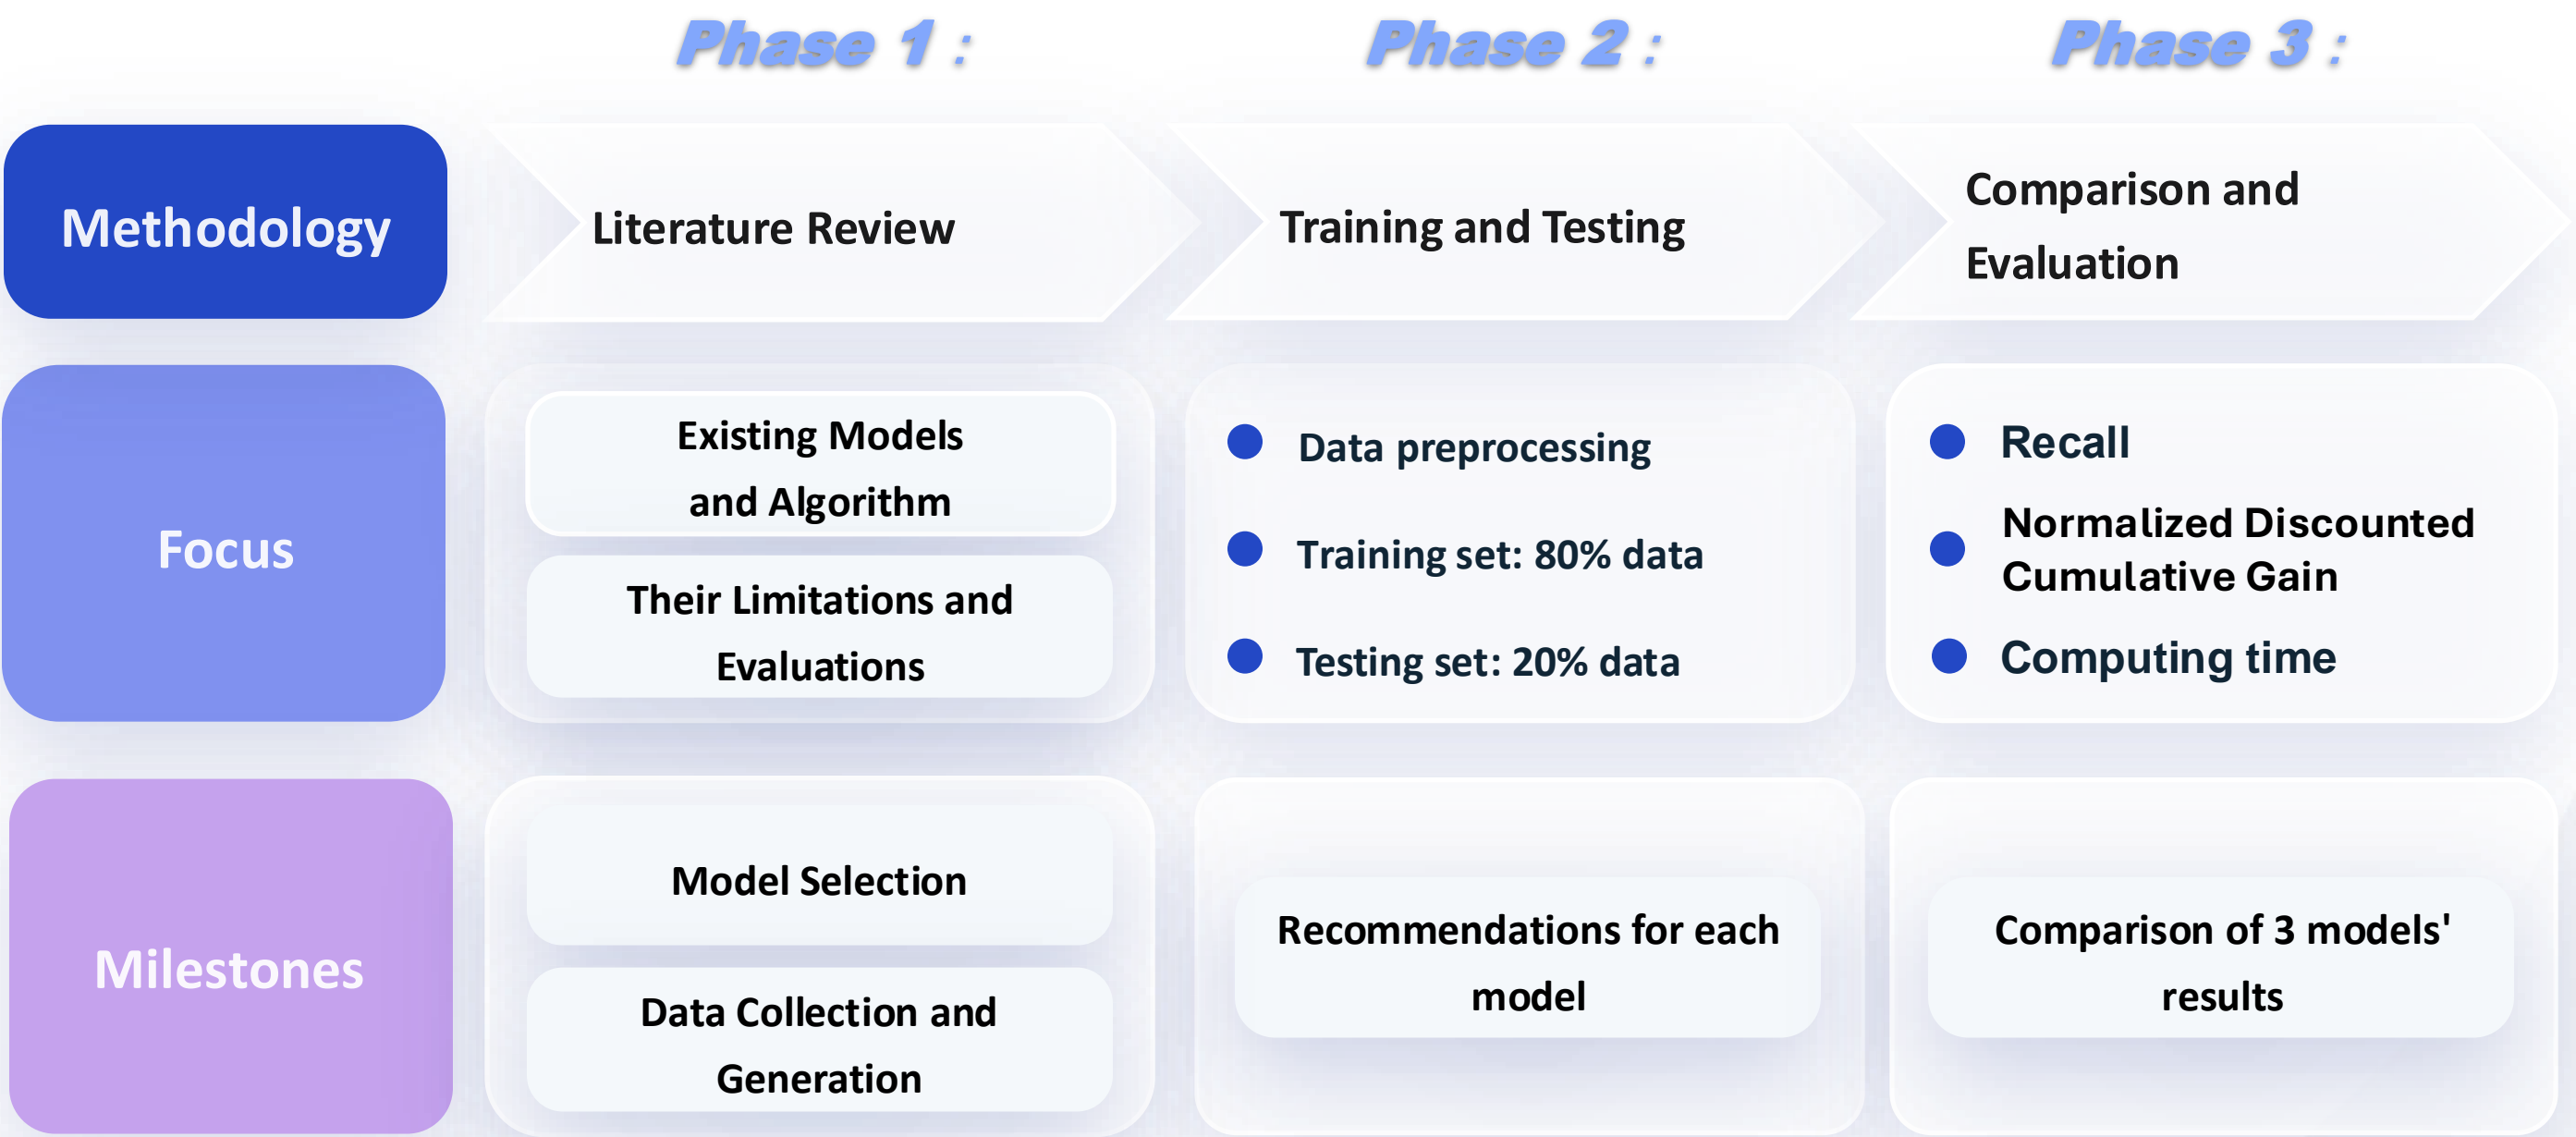 Phase 1 :
Phase 2 :
Phase 3 :
Methodology
Literature Review
Training and Testing
Comparison and
Evaluation
Focus
Existing Models
and Algorithm
Their Limitations and
Evaluations
Data preprocessing
Training set: 80% data
Testing set: 20% data
Recall
Normalized Discounted
Cumulative Gain
Computing time
Milestones
Model Selection
Data Collection and
Generation
Recommendations for each
model
Comparison of 3 models'
results